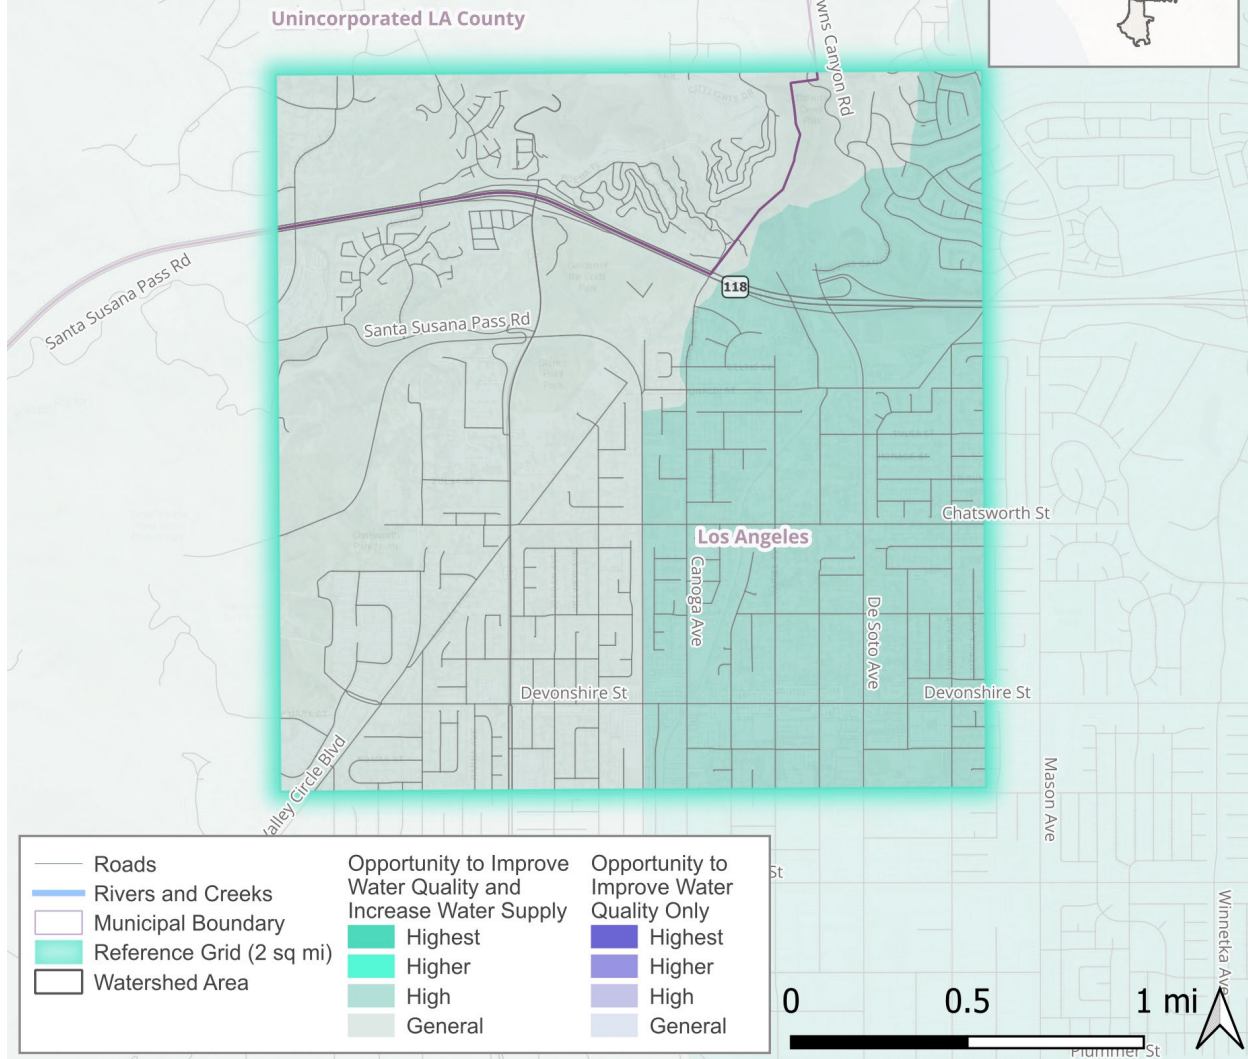 Unincorporated LA County
wns Canyon Rd
118
Santa Susana Pass Rd
Santa Susana Pass Rd
Chatsworth St
Los Angeles
Canoga Ave
De Soto Ave
Devonshire St
Devonshire St
Valley Circle Blvd
Mason Ave
St
Winnetka Ave
Plummer St
Roads
Rivers and Creeks
Municipal Boundary
Reference Grid (2 sq mi)
Watershed Area
Opportunity to Improve
Water Quality and
Increase Water Supply
Highest
Higher
High
General
Opportunity to
Improve Water
Quality Only
Highest
Higher
High
General
0 0.5 1 mi